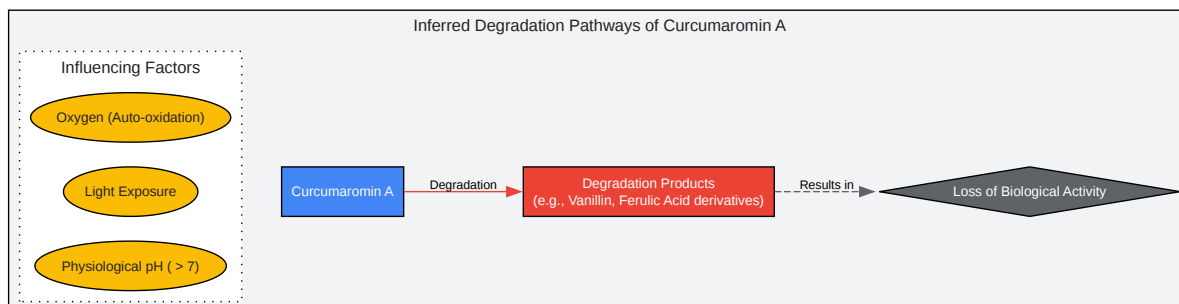 Inferred Degradation Pathways of Curcumaromin A
Influencing Factors
Oxygen (Auto-oxidation)
Light Exposure
Physiological pH ( > 7)
Curcumaromin A
Degradation
Degradation Products
(e.g., Vanillin, Ferulic Acid derivatives)
Results in
Loss of Biological Activity